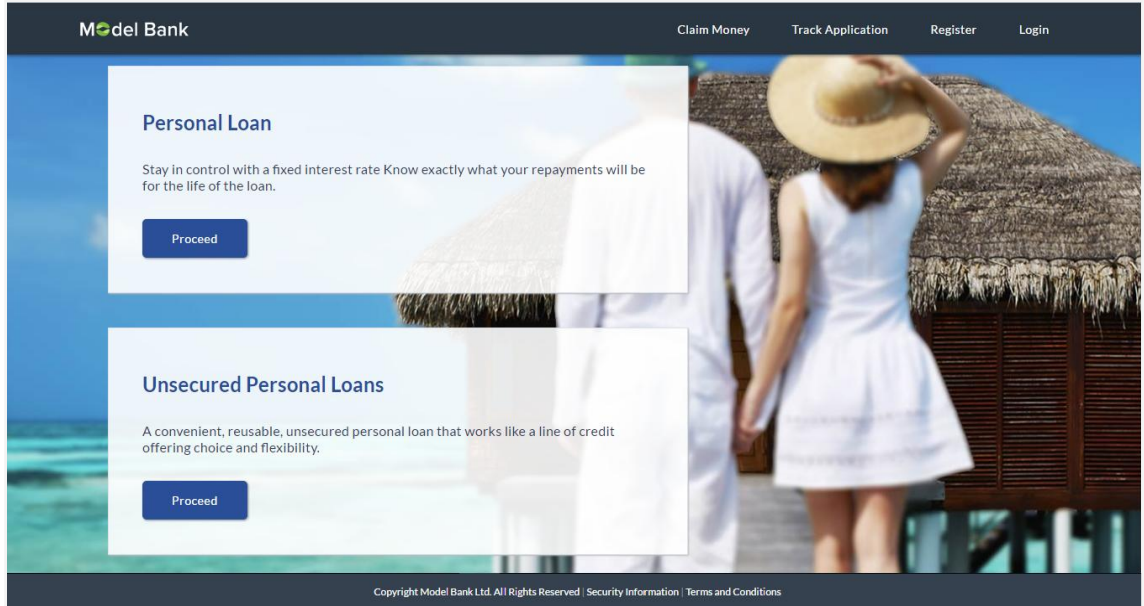 Model Bank
Claim Money Track Application Register Login
Personal Loan
Stay in control with a fixed interest rate Know exactly what your repayments will be
for the life of the loan.
Proceed
Unsecured Personal Loans
A convenient, reusable, unsecured personal loan that works like a line of credit
offering choice and flexibility.
Proceed
Copyright Model Bank Ltd. All Rights Reserved | Security Information | Terms and Conditions